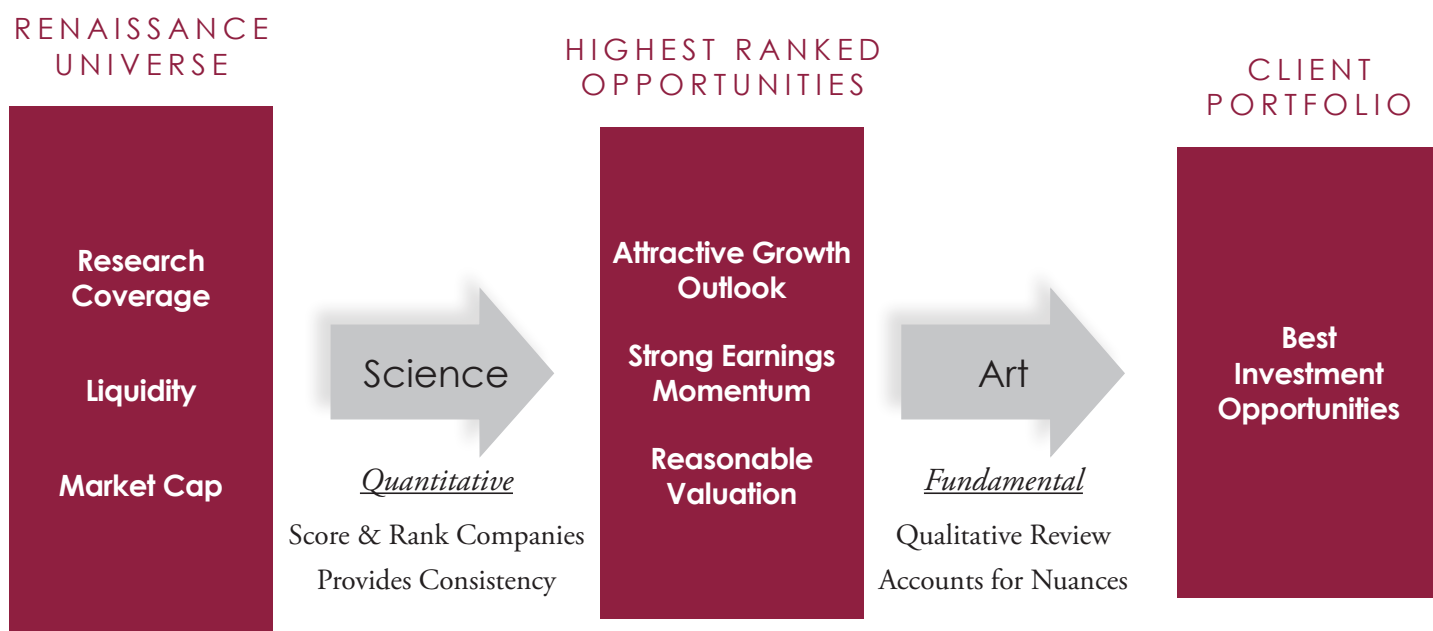 RENAISSANCE
UNIVERSE
Research
Coverage
Liquidity
Market Cap
Science
Quantitative
Score & Rank Companies
Provides Consistency
HIGHEST RANKED
OPPORTUNITIES
Attractive Growth
Outlook
Strong Earnings
Momentum
Reasonable
Valuation
Art
Fundamental
Qualitative Review
Accounts for Nuances
CLIENT
PORTFOLIO
Best
Investment
Opportunities